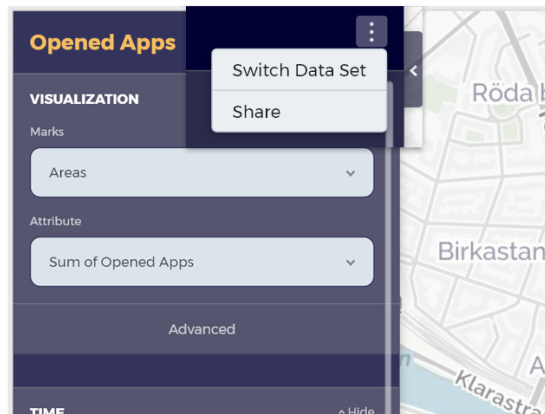 Opened Apps
Switch Data Set
Share
VISUALIZATION
Marks
Areas
Attribute
Sum of Opened Apps
Advanced
TIME
Hide
Röda
Birkastan
Klarastra
A